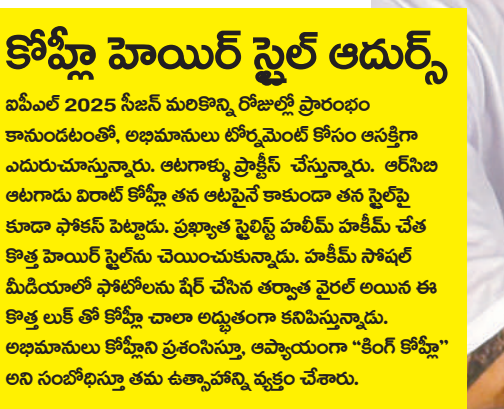 కోహ్లీ హెయిర్ స్టైల్ ఆదుర్స్
ఐపీఎల్ 2025 సీజన్ మరికొన్ని రోజుల్లో ప్రారంభం
కానుండటంతో, అభిమానులు టోర్నమెంట్ కోసం ఆసక్తిగా
ఎదురుచూస్తున్నారు. ఆటగాళ్ళు ప్రాక్టీస్ చేస్తున్నారు. ఆర్‌సిబి
ఆటగాడు విరాట్ కోహ్లీ తన ఆటపైనే కాకుండా తన స్టైల్‌పై
కూడా ఫోకస్ పెట్టాడు. ప్రఖ్యాత స్టైలిస్ట్ హలీమ్ హకీమ్ చేత
కొత్త హెయిర్ స్టైల్‌ను చెయించుకున్నాడు. హకీమ్ సోషల్
మీడియాలో ఫోటోలను షేర్ చేసిన తర్వాత వైరల్ అయిన ఈ
కొత్త లుక్ తో కోహ్లీ చాలా అద్భుతంగా కనిపిస్తున్నాడు.
అభిమానులు కోహ్లీని ప్రశంసిస్తూ, ఆప్యాయంగా “కింగ్ కోహ్లీ”
అని సంబోధిస్తూ తమ ఉత్సాహాన్ని వ్యక్తం చేశారు.